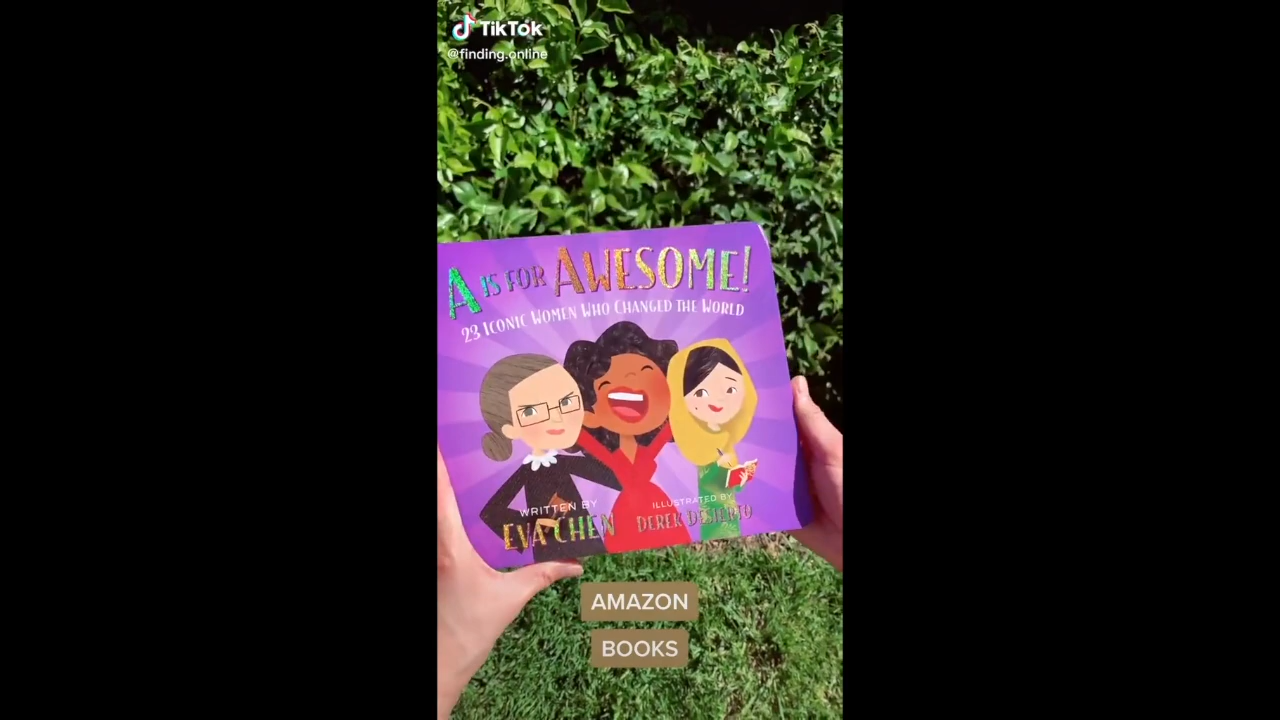 TikTok
@finding.online
A IS FOR AWESOME!
23 ICONIC WOMEN WHO CHANGED THE WORLD
WRITTEN BY
EVA CHEN
ILLUSTRATED BY
DEREK DESIERTO
AMAZON
BOOKS